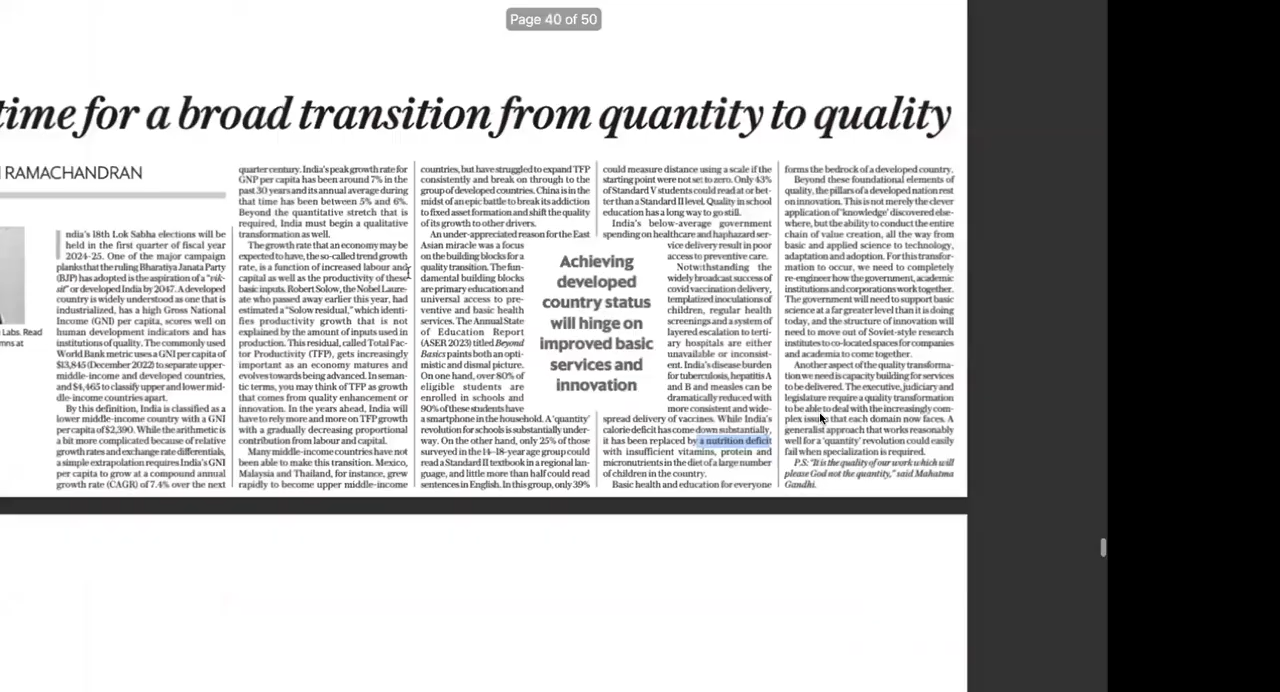 Page 40 of 50
time for a broad transition from quantity to quality
RAMACHANDRAN
Labs. Read
mns at
ndia's 18th Lok Sabha elections will be
held in the first quarter of fiscal year
2024-25. One of the major campaign
planks that the ruling Bharatiya Janata Party
(BJP) has adopted is the aspiration of a "vik-
sit" or developed India by 2047. A developed
country is widely understood as one that is
industrialized, has a high Gross National
Income (GNI) per capita, scores well on
human development indicators and has
institutions of quality. The commonly used
World Bank metric uses a GNI per capita of
$13,845 (December 2022) to separate upper-
middle-income and developed countries,
and $4,465 to classify upper and lower mid-
dle-income countries apart.
By this definition, India is classified as a
lower middle-income country with a GNI
per capita of $2,390. While the arithmetic is
a bit more complicated because of relative
growth rates and exchange rate differentials,
a simple extrapolation requires India's GNI
per capita to grow at a compound annual
growth rate (CAGR) of 7.4% over the next
quarter century. India's peak growth rate for
GNP per capita has been around 7% in the
past 30 years and its annual average during
that time has been between 5% and 6%.
Beyond the quantitative stretch that is
required, India must begin a qualitative
transformation as well.
The growth rate that an economy may be
expected to have, the so-called trend growth
rate, is a function of increased labour and
capital as well as the productivity of these
basic inputs. Robert Solow, the Nobel Laure-
ate who passed away earlier this year, had
estimated a "Solow residual," which identi-
fies productivity growth that is not
explained by the amount of inputs used in
production. This residual, called Total Fac-
tor Productivity (TFP), gets increasingly
important as an economy matures and
evolves towards being advanced. In seman-
tic terms, you may think of TFP as growth
that comes from quality enhancement or
innovation. In the years ahead, India will
have to rely more and more on TFP growth
with a gradually decreasing proportional
contribution from labour and capital.
Many middle-income countries have not
been able to make this transition. Mexico,
Malaysia and Thailand, for instance, grew
rapidly to become upper middle-income
countries, but have struggled to expand TFP
consistently and break on through to the
group of developed countries. China is in the
midst of an epic battle to break its addiction
to fixed asset formation and shift the quality
of its growth to other drivers.
An under-appreciated reason for the East
Asian miracle was a focus
on the building blocks for a
quality transition. The fun-
damental building blocks
are primary education and
universal access to pre-
ventive and basic health
services. The Annual State
of Education Report
(ASER 2023) titled Beyond
Basics paints both an opti-
mistic and dismal picture.
On one hand, over 80% of
eligible students are
enrolled in schools and
90% of these students have
a smartphone in the household. A 'quantity'
revolution for schools is substantially under-
way. On the other hand, only 25% of those
surveyed in the 14-18-year age group could
read a Standard II textbook in a regional lan-
guage, and little more than half could read
sentences in English. In this group, only 39%
Achieving
developed
country status
will hinge on
improved basic
services and
innovation
could measure distance using a scale if the
starting point were not set to zero. Only 43%
of Standard V students could read at or bet-
ter than a Standard II level. Quality in school
education has a long way to go still.
India's below-average government
spending on healthcare and haphazard ser-
vice delivery result in poor
access to preventive care.
Notwithstanding the
widely broadcast success of
covid vaccination delivery,
templatized inoculations of
children, regular health
screenings and a system of
layered escalation to terti-
ary hospitals are either
unavailable or inconsist-
ent. India's disease burden
for tuberculosis, hepatitis A
and B and measles can be
dramatically reduced with
more consistent and wide-
spread delivery of vaccines. While India's
calorie deficit has come down substantially,
it has been replaced by a nutrition deficit
with insufficient vitamins, protein and
micronutrients in the diet of a large number
of children in the country.
Basic health and education for everyone
forms the bedrock of a developed country.
Beyond these foundational elements of
quality, the pillars of a developed nation rest
on innovation. This is not merely the clever
application of 'knowledge' discovered else-
where, but the ability to conduct the entire
chain of value creation, all the way from
basic and applied science to technology,
adaptation and adoption. For this transfor-
mation to occur, we need to completely
re-engineer how the government, academic
institutions and corporations work together.
The government will need to support basic
science at a far greater level than it is doing
today, and the structure of innovation will
need to move out of Soviet-style research
institutes to co-located spaces for companies
and academia to come together.
Another aspect of the quality transforma-
tion we need is capacity building for services
to be delivered. The executive, judiciary and
legislature require a quality transformation
to be able to deal with the increasingly com-
plex issues that each domain now faces. A
generalist approach that works reasonably
well for a 'quantity' revolution could easily
fail when specialization is required.
P.S: "It is the quality of our work which will
please God not the quantity," said Mahatma
Gandhi.